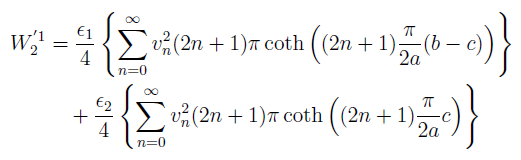 W_2^{'1} = \frac{\epsilon_1}{4} \left\{ \sum_{n=0}^{\infty} v_n^2 (2n + 1)\pi \coth \left( (2n + 1) \frac{\pi}{2a} (b - c) \right) \right\}
+ \frac{\epsilon_2}{4} \left\{ \sum_{n=0}^{\infty} v_n^2 (2n + 1)\pi \coth \left( (2n + 1) \frac{\pi}{2a} c \right) \right\}